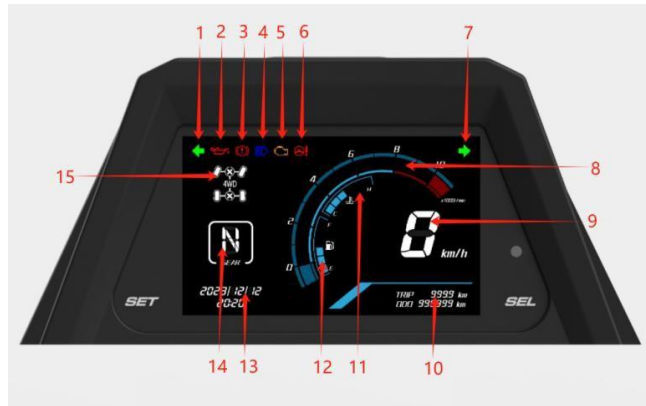 1 2 3 4 5 6 7
8
15
4WD
0 2 4 6 8 10
x1000r/min
H
C
F
E
9
8
km/h
N
GEAR
2023/12/12
20:20
SET
SEL
TRIP 9999 km
ODO 999999 km
14 13 12 11 10